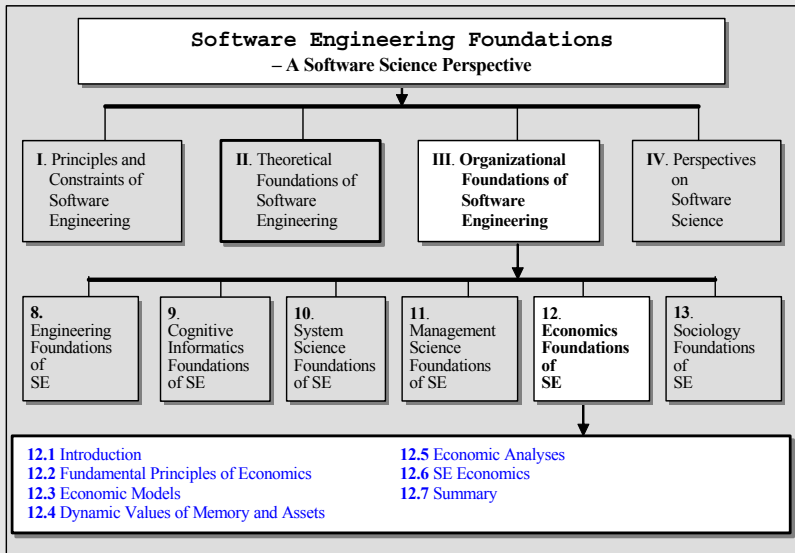 Software Engineering Foundations
– A Software Science Perspective
I. Principles and
Constraints of
Software
Engineering
II. Theoretical
Foundations of
Software
Engineering
III. Organizational
Foundations of
Software
Engineering
IV. Perspectives
on
Software
Science
8.
Engineering
Foundations
of
SE
9.
Cognitive
Informatics
Foundations
of SE
10.
System
Science
Foundations
of SE
11.
Management
Science
Foundations
of SE
12.
Economics
Foundations
of
SE
13.
Sociology
Foundations
of
SE
12.1 Introduction
12.2 Fundamental Principles of Economics
12.3 Economic Models
12.4 Dynamic Values of Memory and Assets
12.5 Economic Analyses
12.6 SE Economics
12.7 Summary